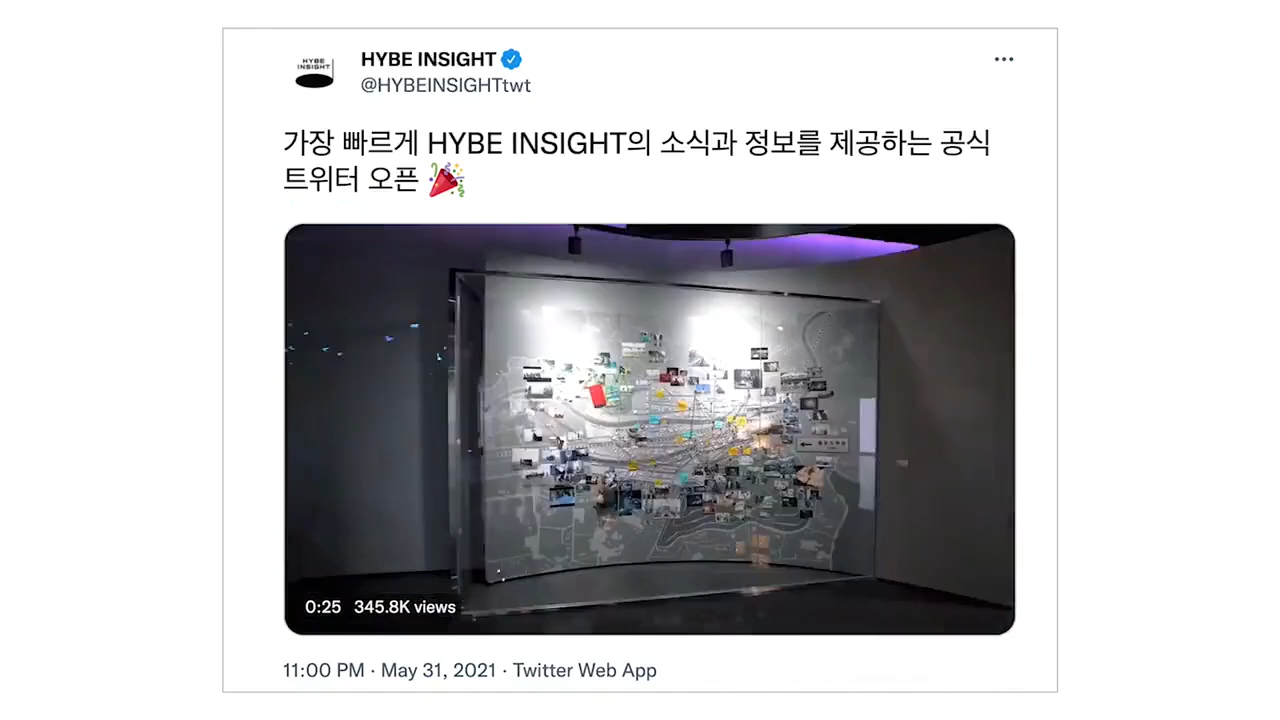 HYBE
INSIGHT
HYBE INSIGHT
@HYBEINSIGHTtwt
가장 빠르게 HYBE INSIGHT의 소식과 정보를 제공하는 공식
트위터 오픈 🎉
0:25 345.8K views
11:00 PM · May 31, 2021 · Twitter Web App